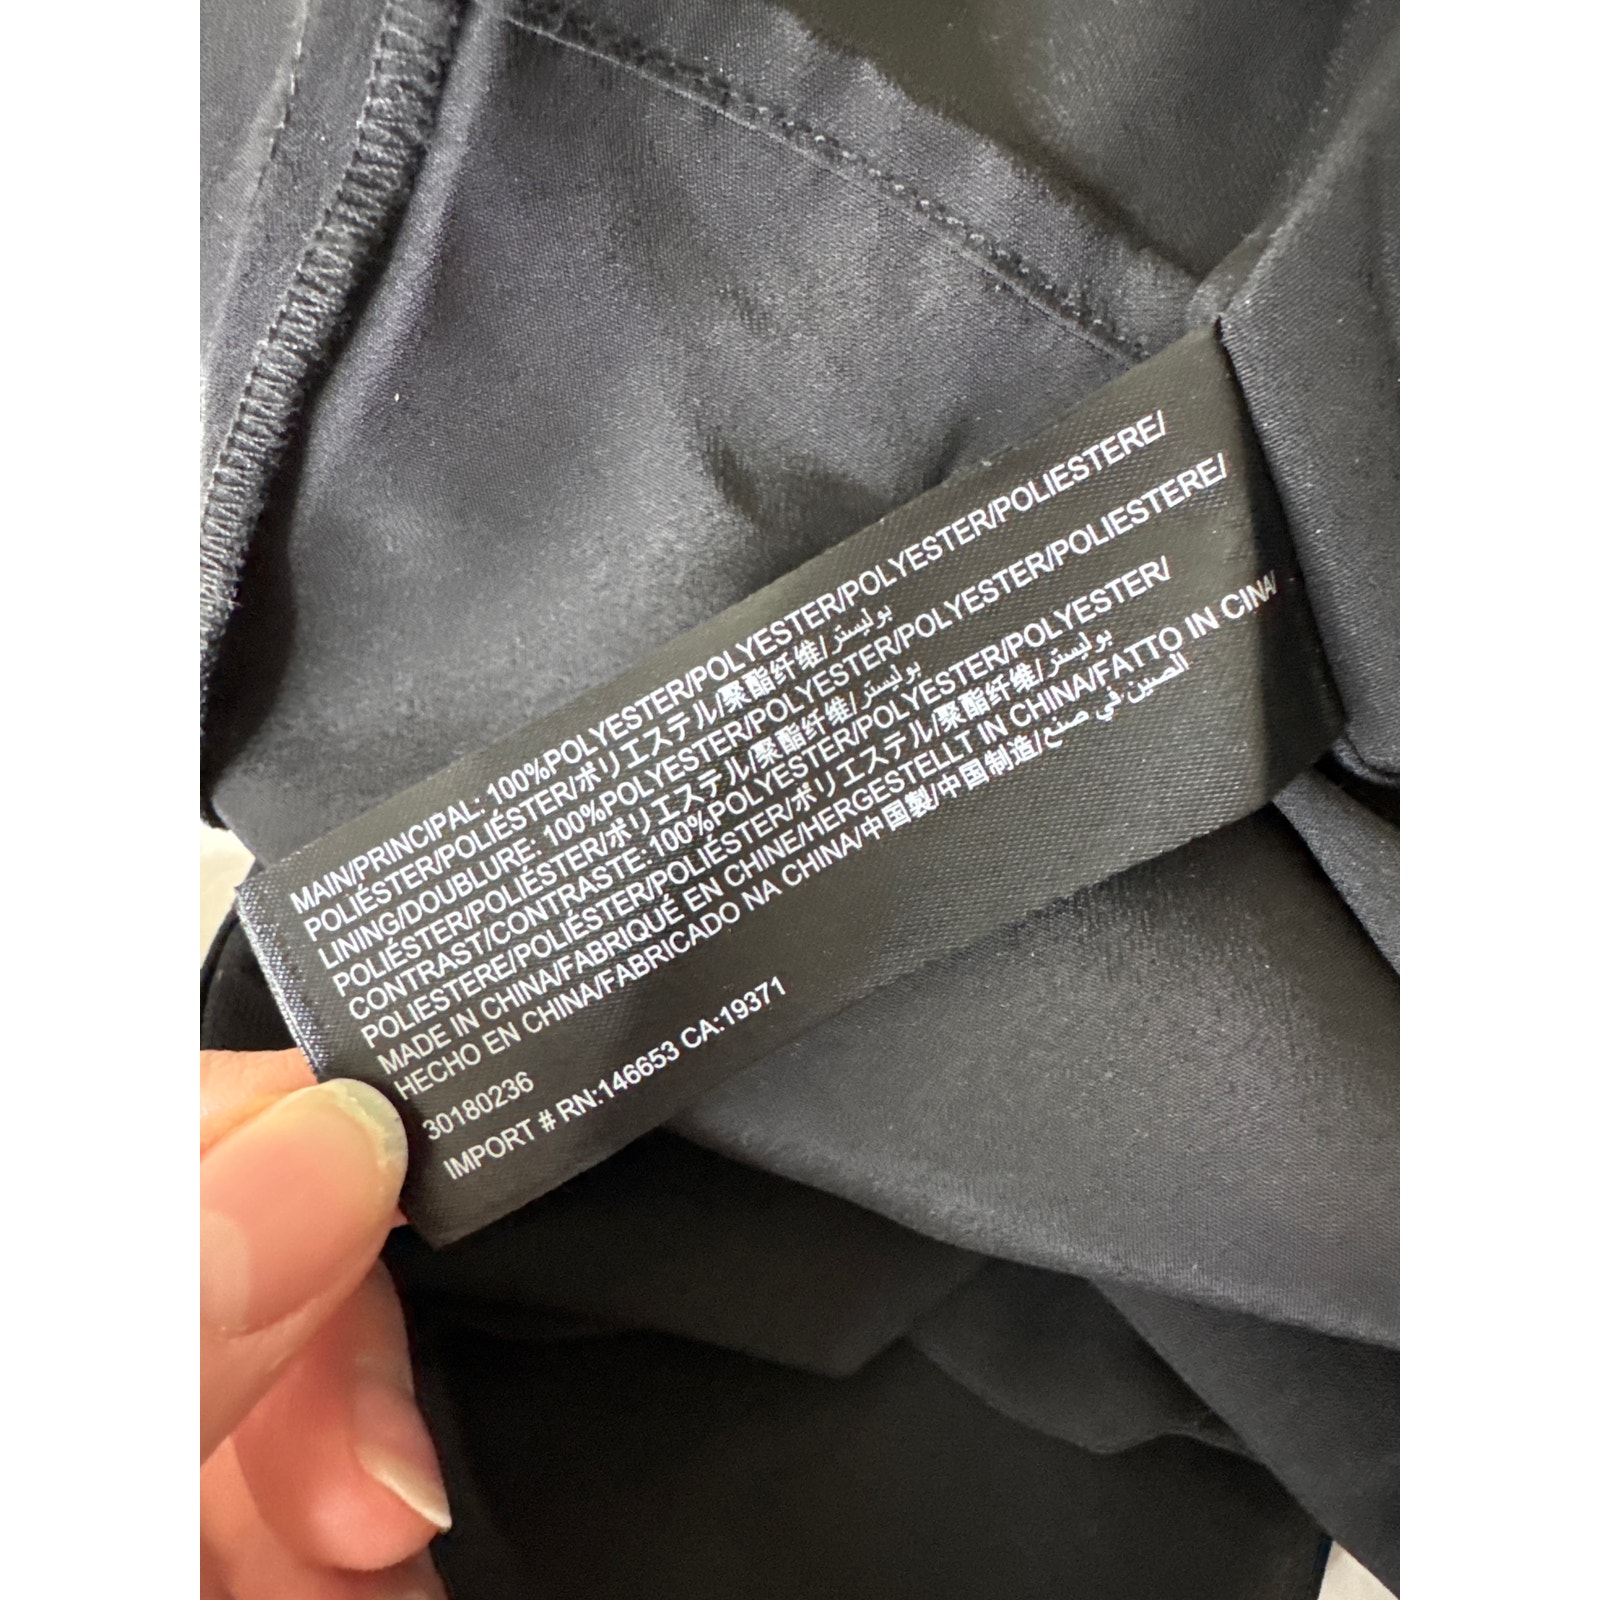 MAIN/PRINCIPAL: 100%POLYESTER/POLYESTER/POLYESTER/POLIESTERE/
POLIÉSTER/POLIÉSTER/ポリエステル/聚酯纤维/بوليستر
LINING/DOUBLURE: 100%POLYESTER/POLYESTER/POLYESTER/POLIESTERE/
POLIÉSTER/POLIÉSTER/ポリエステル/聚酯纤维/بوليستر
CONTRAST/CONTRASTE: 100%POLYESTER/POLYESTER/POLYESTER/
POLIESTERE/POLIÉSTER/POLIÉSTER/ポリエステル/聚酯纤维/بوليستر
MADE IN CHINA/FABRIQUÉ EN CHINE/HERGESTELLT IN CHINA/FATTO IN CINA/
HECHO EN CHINA/FABRICADO NA CHINA/中国製/中国制造/الصين في صنع
30180236
IMPORT # RN:146653 CA:19371